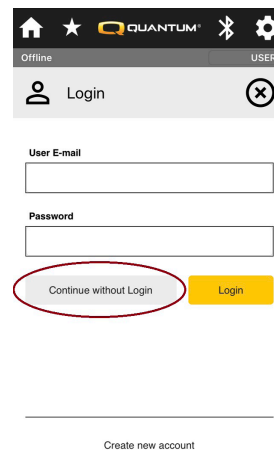 QUANTUM®
Offline USER
Login
User E-mail
Password
Continue without Login Login
Create new account